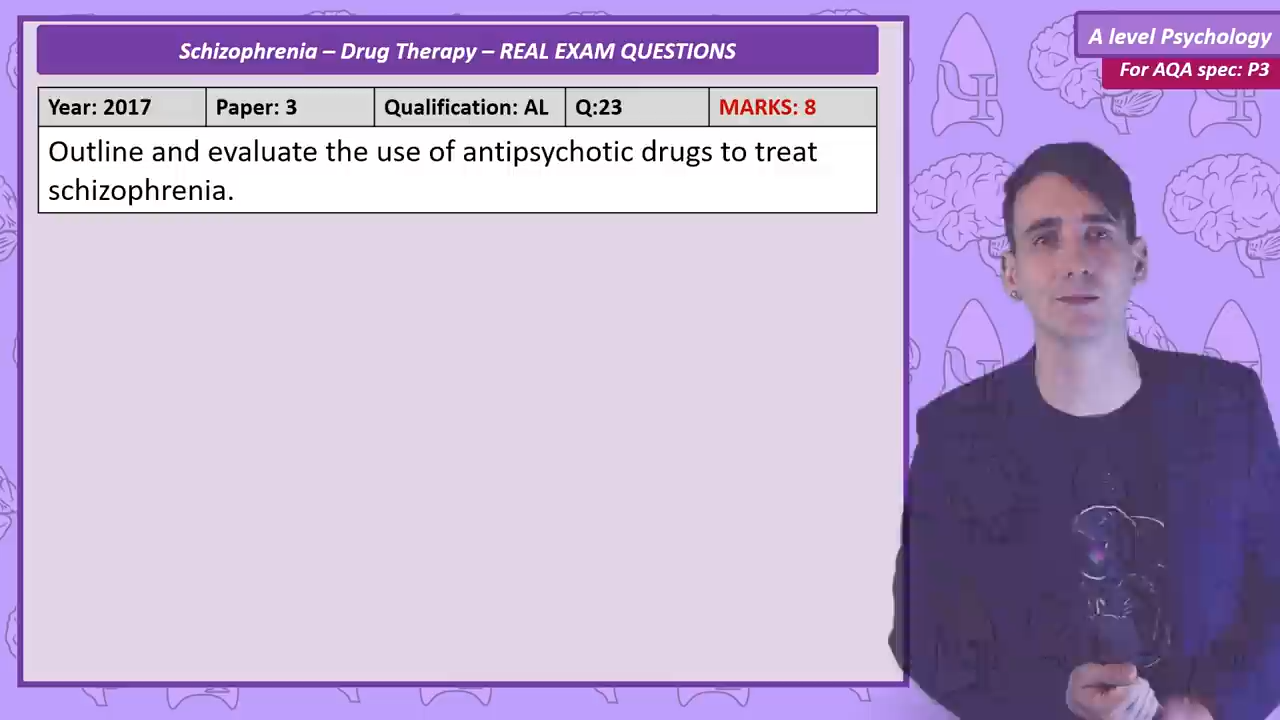 Schizophrenia – Drug Therapy – REAL EXAM QUESTIONS
A level Psychology
For AQA spec: P3
Year: 2017 Paper: 3 Qualification: AL Q:23 MARKS: 8
Outline and evaluate the use of antipsychotic drugs to treat
schizophrenia.